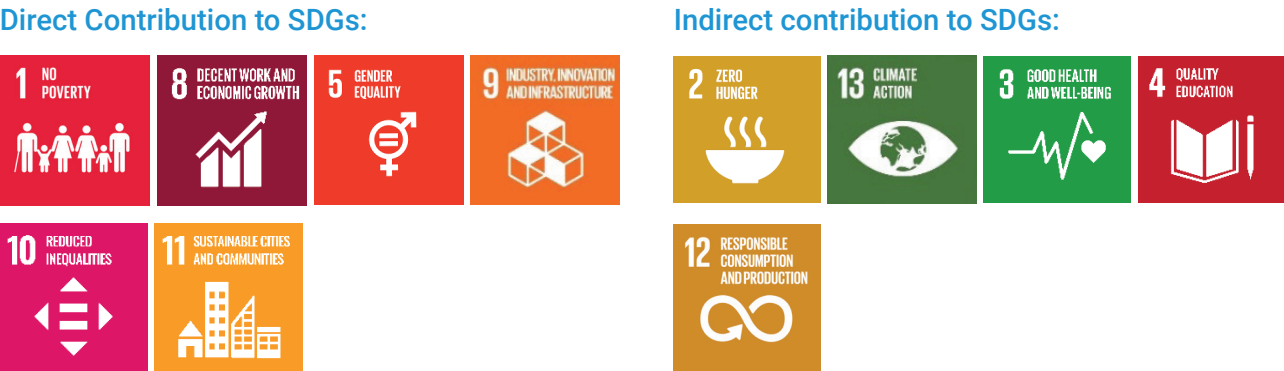 Direct Contribution to SDGs:
1 NO
POVERTY
8 DECENT WORK AND
ECONOMIC GROWTH
5 GENDER
EQUALITY
9 INDUSTRY, INNOVATION
AND INFRASTRUCTURE
10 REDUCED
INEQUALITIES
11 SUSTAINABLE CITIES
AND COMMUNITIES
Indirect contribution to SDGs:
2 ZERO
HUNGER
13 CLIMATE
ACTION
3 GOOD HEALTH
AND WELL-BEING
4 QUALITY
EDUCATION
12 RESPONSIBLE
CONSUMPTION
AND PRODUCTION